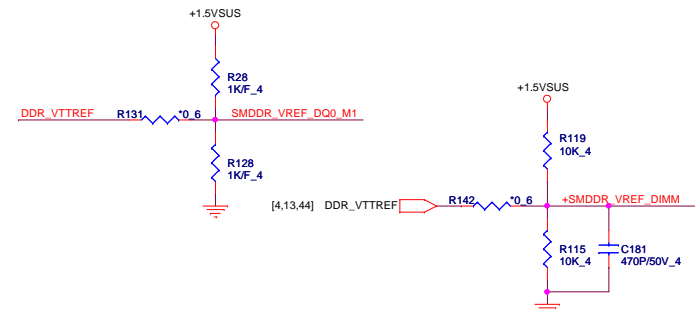 +1.5VSUS
R28
1K/F_4
DDR_VTTREF R131 *0_6 SMDDR_VREF_DQ0_M1
R128
1K/F_4
+1.5VSUS
R119
10K_4
[4,13,44] DDR_VTTREF R142 *0_6 +SMDDR_VREF_DIMM
R115
10K_4
C181
470P/50V_4